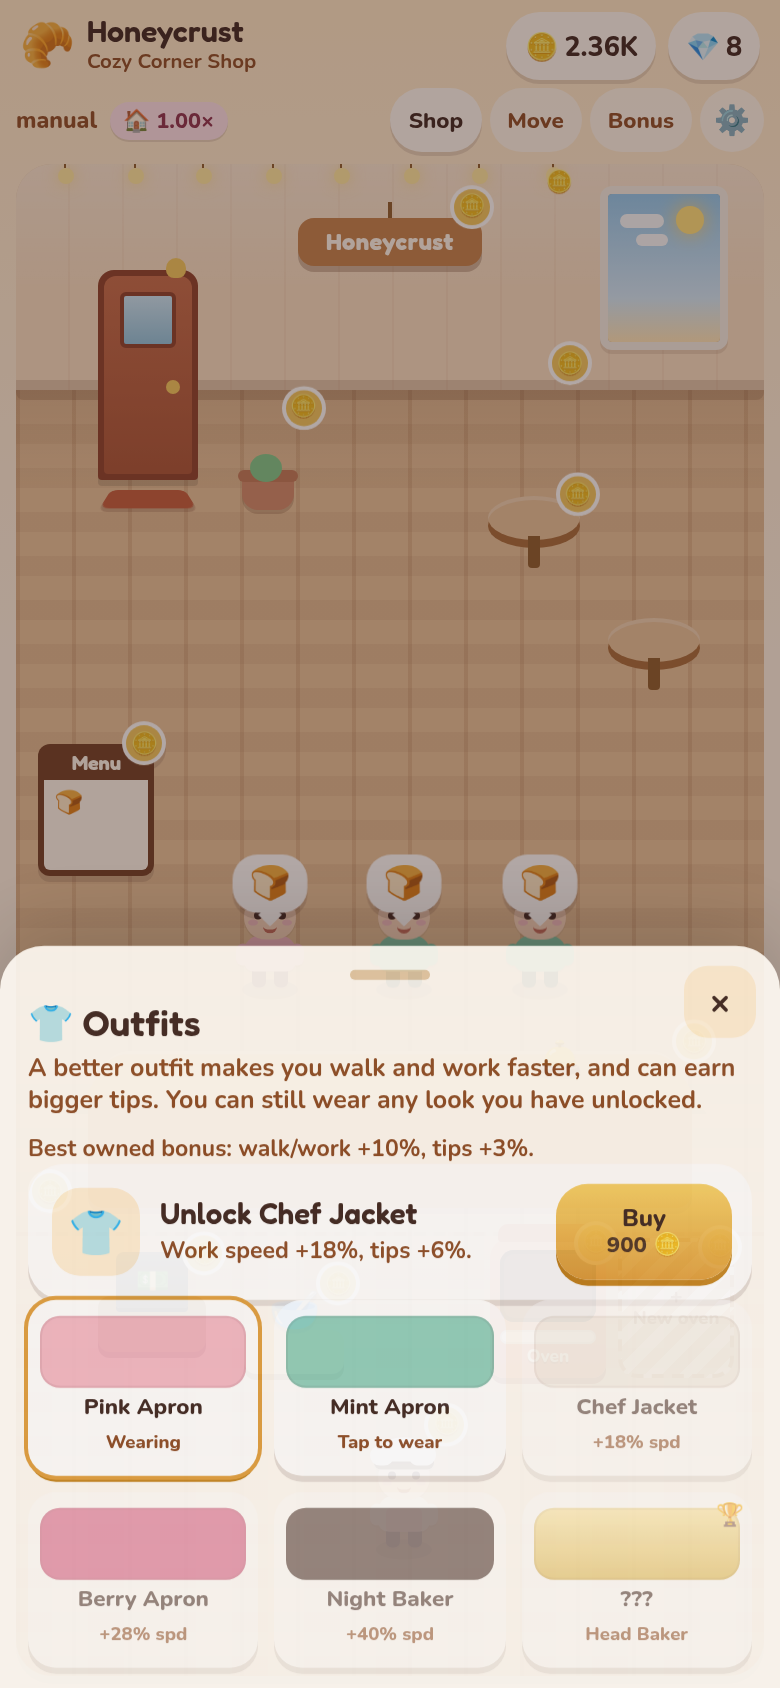 Honeycrust
Cozy Corner Shop
2.36K
8
manual
1.00×
Shop
Move
Bonus
Honeycrust
Menu
Outfits
A better outfit makes you walk and work faster, and can earn
bigger tips. You can still wear any look you have unlocked.
Best owned bonus: walk/work +10%, tips +3%.
Unlock Chef Jacket
Work speed +18%, tips +6%.
Buy
900
New oven
Oven
Pink Apron
Wearing
Mint Apron
Tap to wear
Chef Jacket
+18% spd
Berry Apron
+28% spd
Night Baker
+40% spd
???
Head Baker